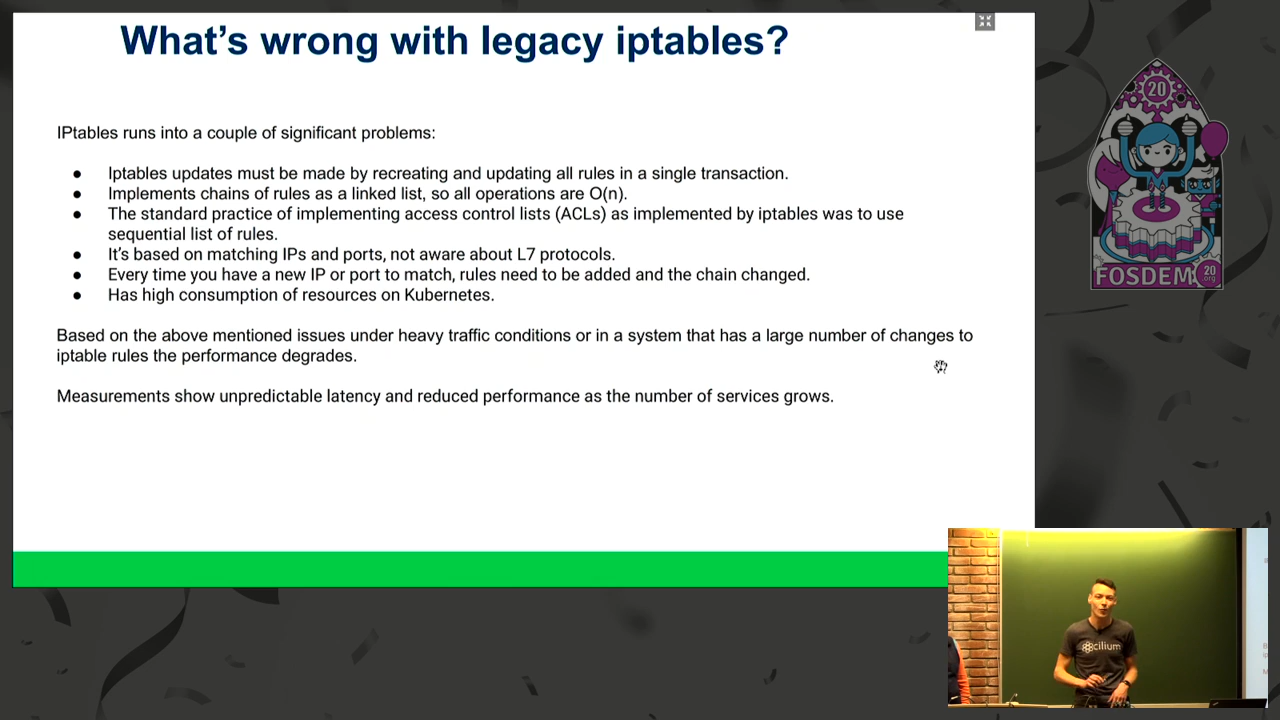 What's wrong with legacy iptables?
IPtables runs into a couple of significant problems:
● Iptables updates must be made by recreating and updating all rules in a single transaction.
● Implements chains of rules as a linked list, so all operations are O(n).
● The standard practice of implementing access control lists (ACLs) as implemented by iptables was to use
sequential list of rules.
● It's based on matching IPs and ports, not aware about L7 protocols.
● Every time you have a new IP or port to match, rules need to be added and the chain changed.
● Has high consumption of resources on Kubernetes.
Based on the above mentioned issues under heavy traffic conditions or in a system that has a large number of changes to
iptable rules the performance degrades.
Measurements show unpredictable latency and reduced performance as the number of services grows.
20
FOSDEM
20
.org
cilium